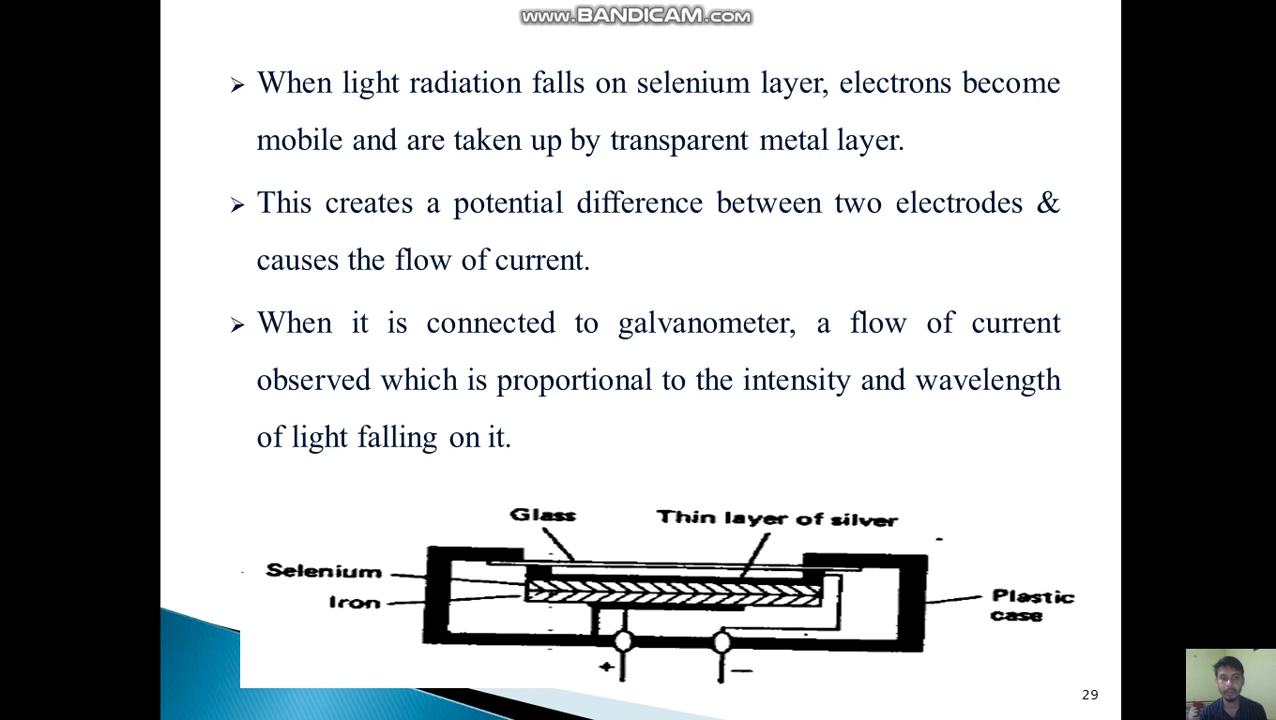 www.BANDICAM.com
➢ When light radiation falls on selenium layer, electrons become
mobile and are taken up by transparent metal layer.
➢ This creates a potential difference between two electrodes &
causes the flow of current.
➢ When it is connected to galvanometer, a flow of current
observed which is proportional to the intensity and wavelength
of light falling on it.
Glass
Thin layer of silver
Selenium
Iron
Plastic
case
+
−
29